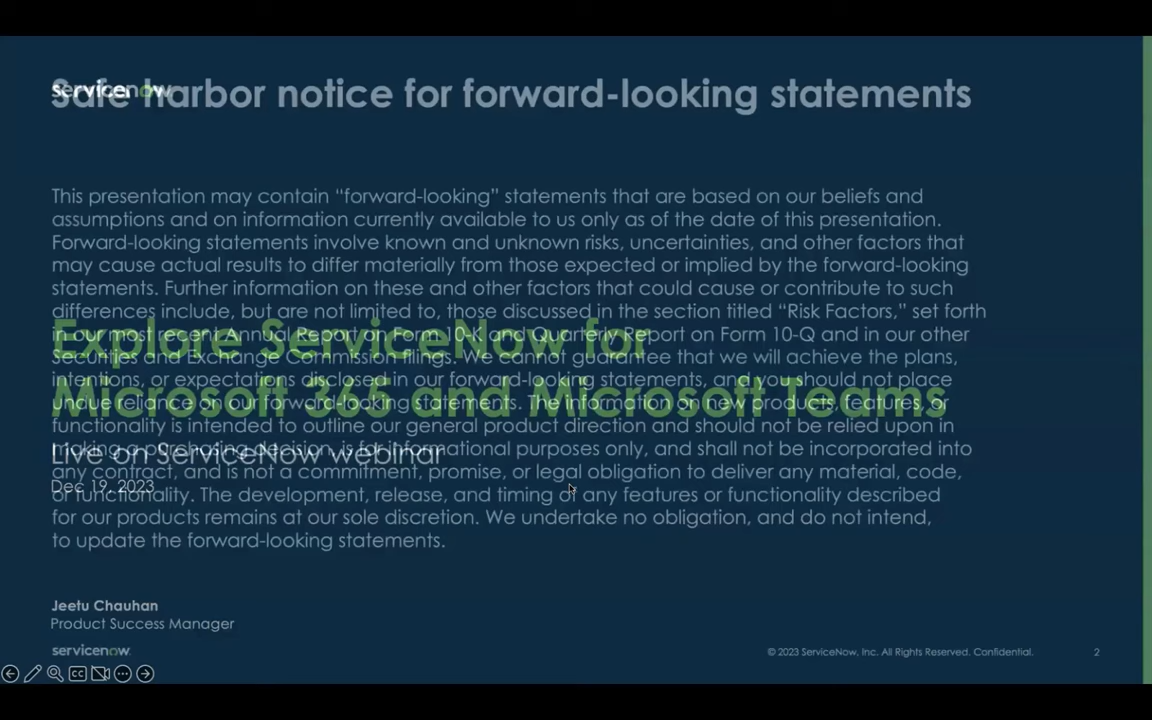 servicenow
Safe harbor notice for forward-looking statements
This presentation may contain “forward-looking” statements that are based on our beliefs and
assumptions and on information currently available to us only as of the date of this presentation.
Forward-looking statements involve known and unknown risks, uncertainties, and other factors that
may cause actual results to differ materially from those expected or implied by the forward-looking
statements. Further information on these and other factors that could cause or contribute to such
differences include, but are not limited to, those discussed in the section titled “Risk Factors,” set forth
in our most recent Annual Report on Form 10-K and Quarterly Report on Form 10-Q and in our other
Securities and Exchange Commission filings. We cannot guarantee that we will achieve the plans,
intentions, or expectations disclosed in our forward-looking statements, and you should not place
undue reliance on our forward-looking statements. The information on new products, features, or
functionality is intended to outline our general product direction and should not be relied upon in
making a purchasing decision, is for informational purposes only, and shall not be incorporated into
any contract, and is not a commitment, promise, or legal obligation to deliver any material, code,
or functionality. The development, release, and timing of any features or functionality described
for our products remains at our sole discretion. We undertake no obligation, and do not intend,
to update the forward-looking statements.
Explore ServiceNow for
Microsoft 365 and Microsoft Teams
Live on ServiceNow webinar
Dec 19, 2023
Jeetu Chauhan
Product Success Manager
servicenow
© 2023 ServiceNow, Inc. All Rights Reserved. Confidential.
2
CC